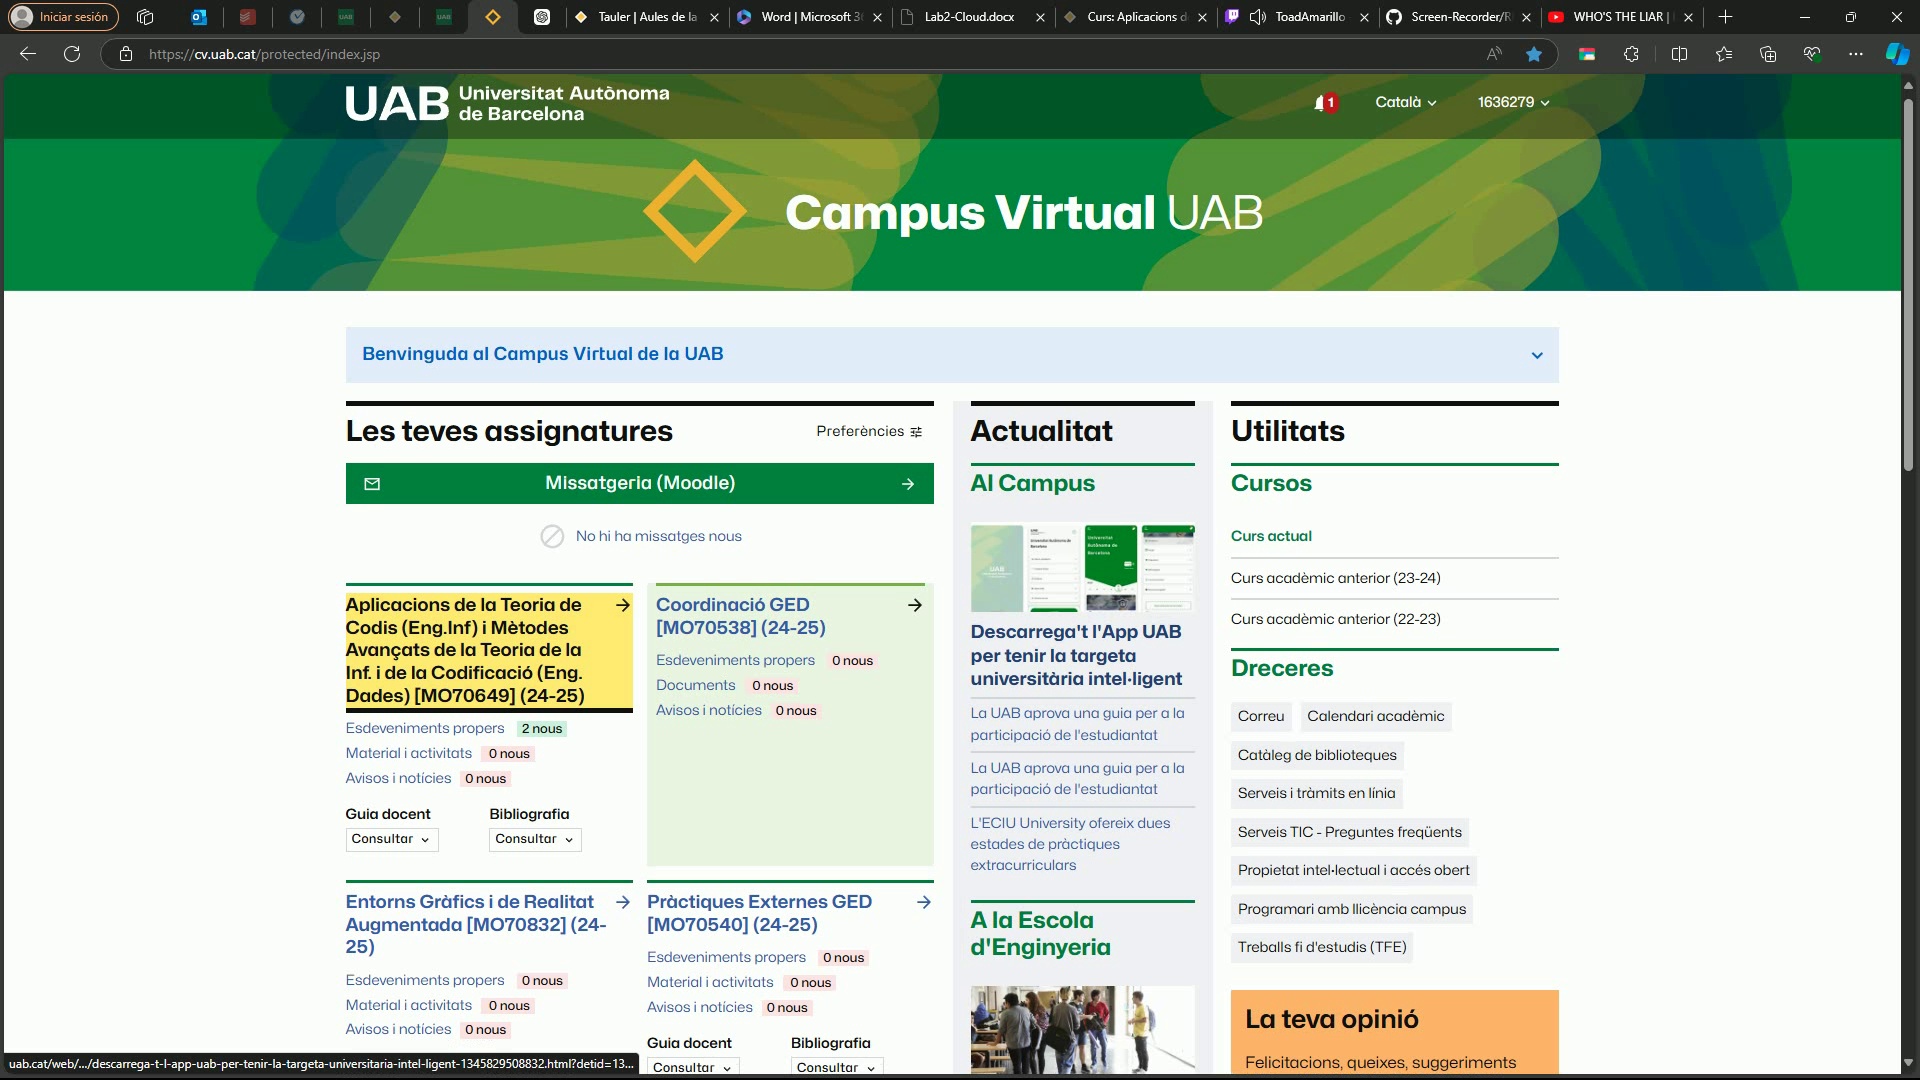 Iniciar sesión
Tauler | Aules de la
Word | Microsoft 3
Lab2-Cloud.docx
Curs: Aplicacions d
ToadAmarillo
Screen-Recorder/R
WHO'S THE LIAR |
https://cv.uab.cat/protected/index.jsp
UAB Universitat Autònoma
de Barcelona
1
Català
1636279
Campus Virtual UAB
Benvinguda al Campus Virtual de la UAB
Les teves assignatures
Preferències
Missatgeria (Moodle)
No hi ha missatges nous
Aplicacions de la Teoria de
Codis (Eng.Inf) i Mètodes
Avançats de la Teoria de la
Inf. i de la Codificació (Eng.
Dades) [MO70649] (24-25)
Esdeveniments propers 2 nous
Material i activitats 0 nous
Avisos i notícies 0 nous
Guia docent
Bibliografia
Consultar
Consultar
Coordinació GED
[MO70538] (24-25)
Esdeveniments propers 0 nous
Documents 0 nous
Avisos i notícies 0 nous
Entorns Gràfics i de Realitat
Augmentada [MO70832] (24-
25)
Esdeveniments propers 0 nous
Material i activitats 0 nous
Avisos i notícies 0 nous
Pràctiques Externes GED
[MO70540] (24-25)
Esdeveniments propers 0 nous
Material i activitats 0 nous
Avisos i notícies 0 nous
Guia docent
Bibliografia
Consultar
Consultar
Actualitat
Al Campus
Descarrega't l'App UAB
per tenir la targeta
universitària intel·ligent
La UAB aprova una guia per a la
participació de l'estudiantat
La UAB aprova una guia per a la
participació de l'estudiantat
L'ECIU University ofereix dues
estades de pràctiques
extracurriculars
A la Escola
d'Enginyeria
Utilitats
Cursos
Curs actual
Curs acadèmic anterior (23-24)
Curs acadèmic anterior (22-23)
Dreceres
Correu
Calendari acadèmic
Catàleg de biblioteques
Serveis i tràmits en línia
Serveis TIC - Preguntes freqüents
Propietat intel·lectual i accés obert
Programari amb llicència campus
Treballs fi d'estudis (TFE)
La teva opinió
Felicitacions, queixes, suggeriments
uab.cat/web/.../descarrega-t-l-app-uab-per-tenir-la-targeta-universitaria-intel-ligent-1345829508832.html?detid=13...